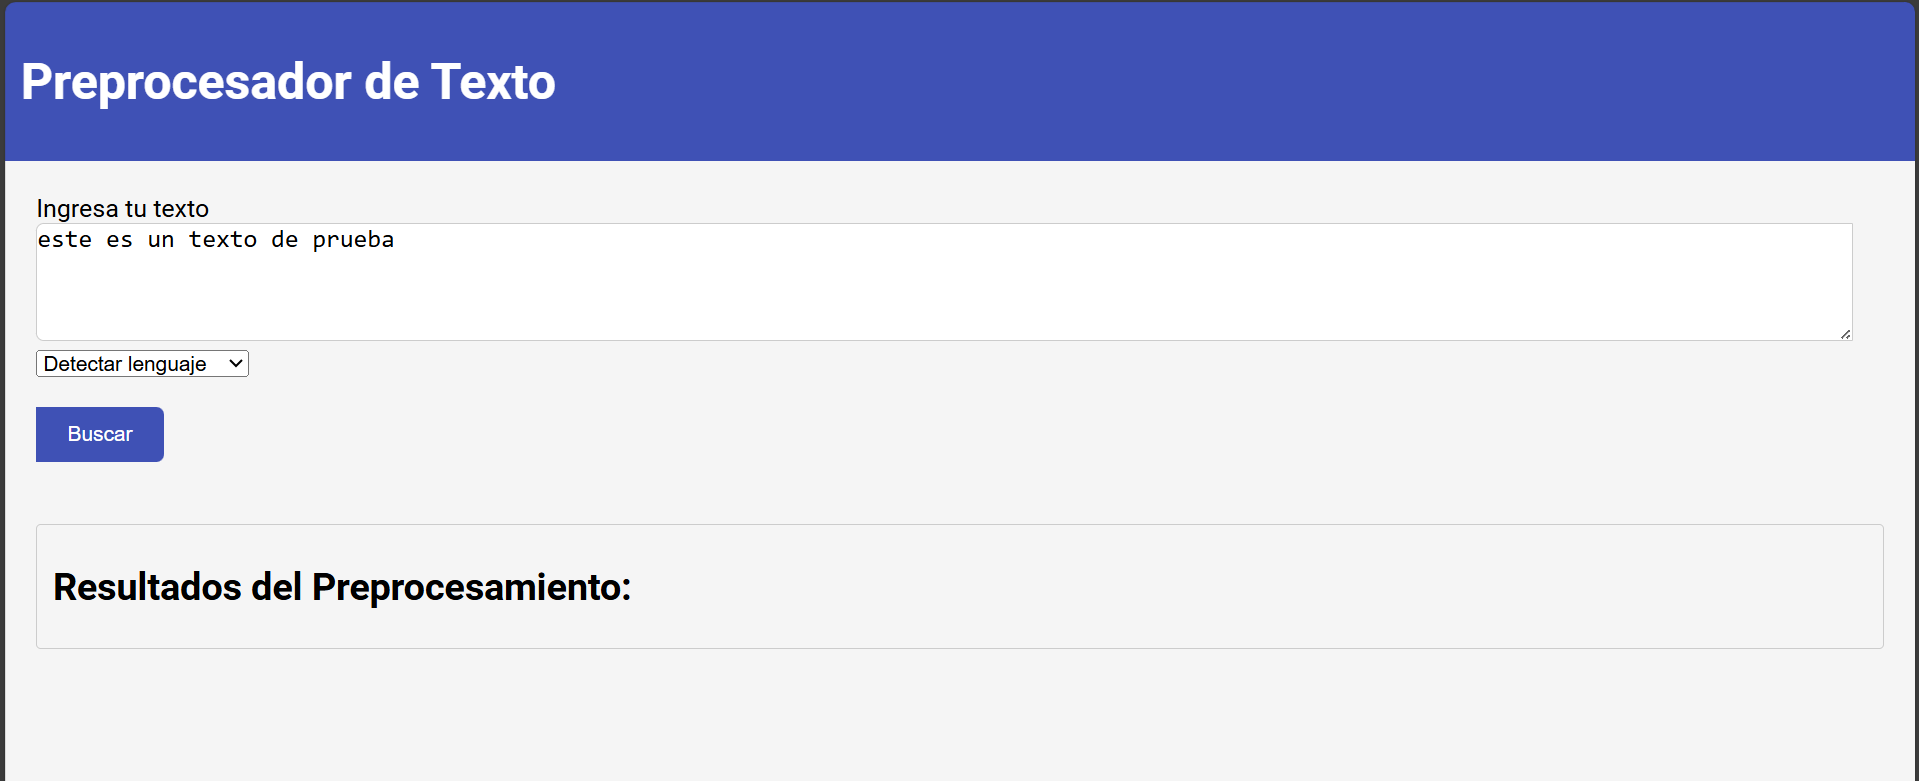 Preprocesador de Texto
Ingresa tu texto
este es un texto de prueba
Detectar lenguaje
Buscar
Resultados del Preprocesamiento: